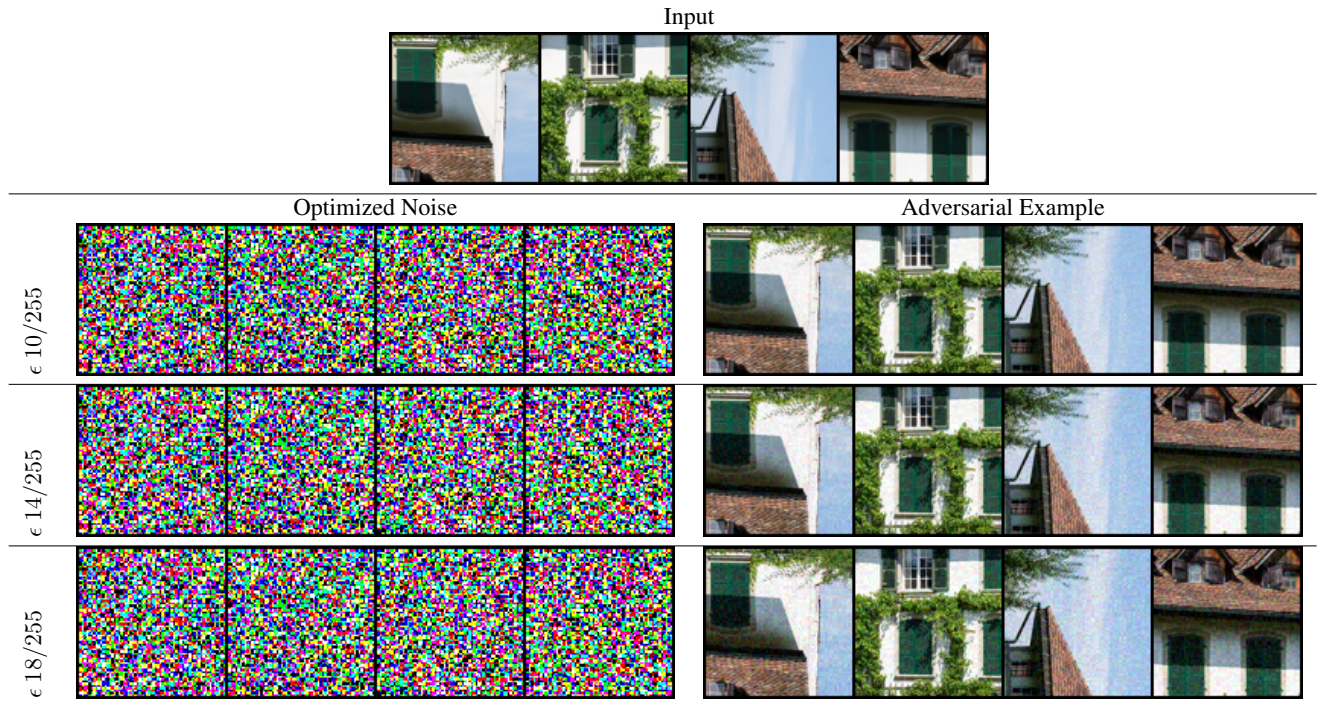 Input
Optimized Noise
Adversarial Example
ϵ 10/255
ϵ 14/255
ϵ 18/255